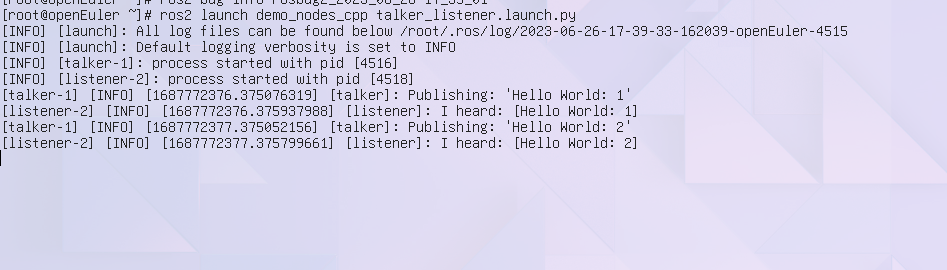 [root@openEuler ~]# ros2 bag info rosbag2_2023_06_26-17_33_01
[root@openEuler ~]# ros2 launch demo_nodes_cpp talker_listener.launch.py
[INFO] [launch]: All log files can be found below /root/.ros/log/2023-06-26-17-39-33-162039-openEuler-4515
[INFO] [launch]: Default logging verbosity is set to INFO
[INFO] [talker-1]: process started with pid [4516]
[INFO] [listener-2]: process started with pid [4518]
[talker-1] [INFO] [1687772376.375076319] [talker]: Publishing: 'Hello World: 1'
[listener-2] [INFO] [1687772376.375937988] [listener]: I heard: [Hello World: 1]
[talker-1] [INFO] [1687772377.375052156] [talker]: Publishing: 'Hello World: 2'
[listener-2] [INFO] [1687772377.375799661] [listener]: I heard: [Hello World: 2]